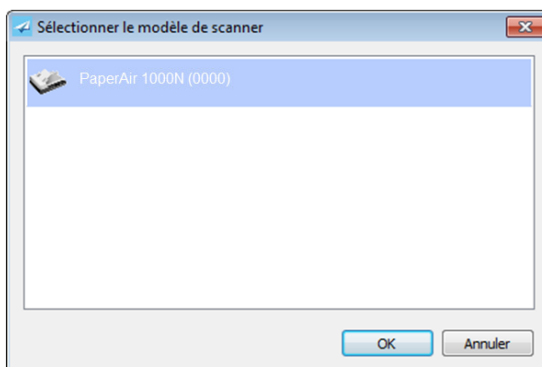 Sélectionner le modèle de scanner
PaperAir 1000N (0000)
OK
Annuler